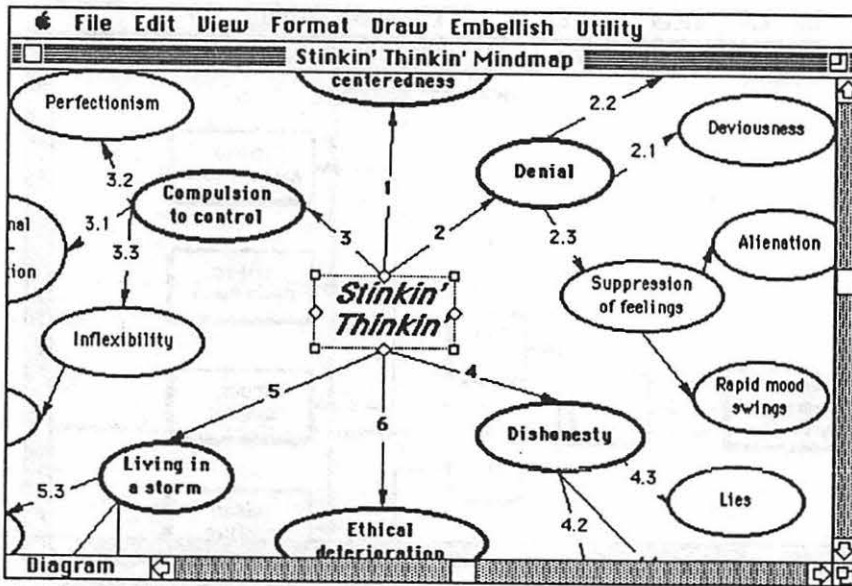 File Edit View Format Draw Embellish Utility
Stinkin' Thinkin' Mindmap
centeredness
Perfectionism
2.2
Deviousness
2.1
Denial
3.2
Compulsion
to control
1
3.1
3.3
3
2
2.3
nal
tion
Alienation
Stinkin'
Thinkin'
Suppression
of feelings
Inflexibility
5
4
Rapid mood
swings
6
Dishonesty
Living in
a storm
4.3
5.3
Lies
4.2
Ethical
deterioration
Diagram